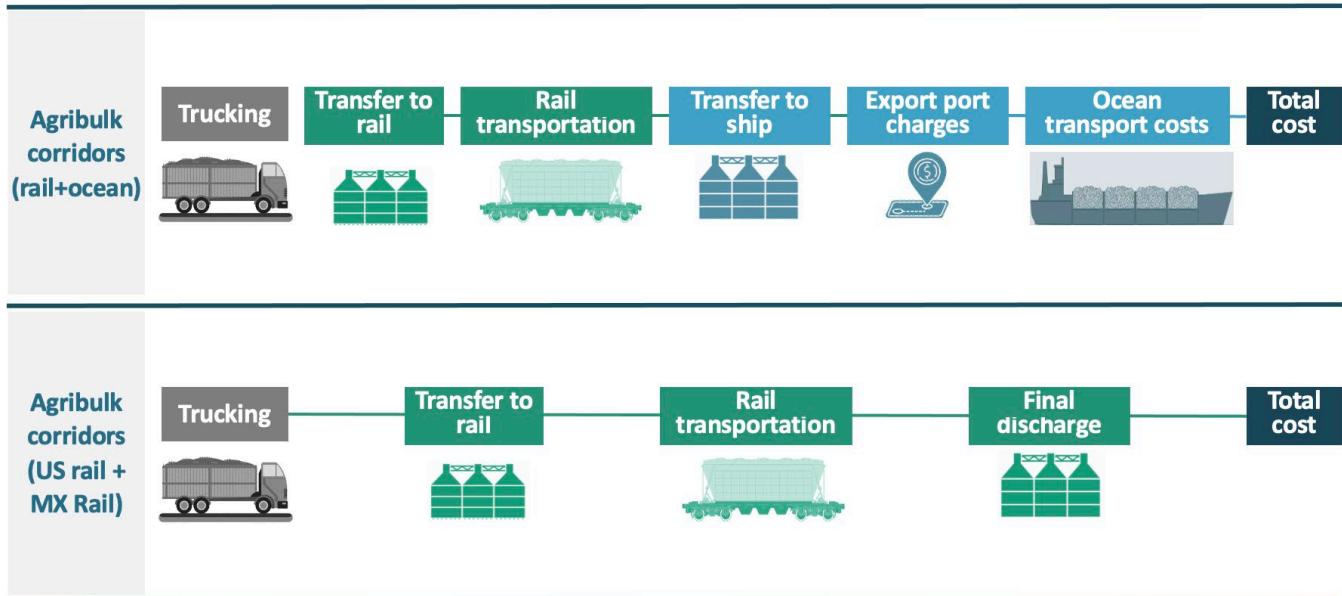 Agribulk
corridors
(rail+ocean)
Trucking
Transfer to
rail
Rail
transportation
Transfer to
ship
Export port
charges
Ocean
transport costs
Total
cost
$
Agribulk
corridors
(US rail +
MX Rail)
Trucking
Transfer to
rail
Rail
transportation
Final
discharge
Total
cost